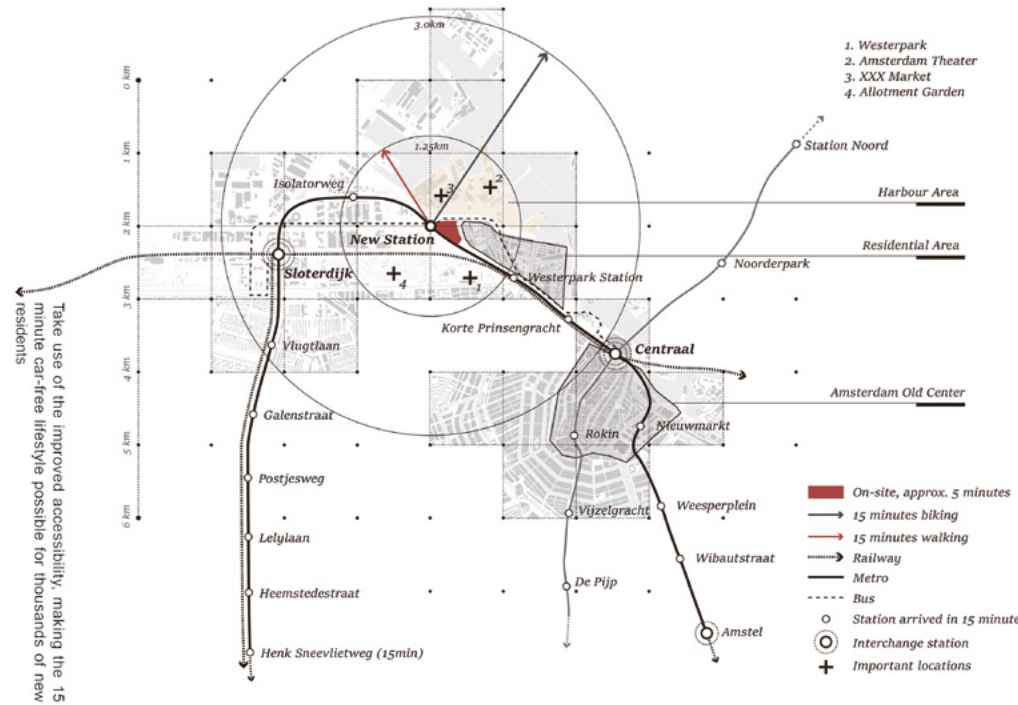 3.0km
1. Westerpark
2. Amsterdam Theater
3. XXX Market
4. Allotment Garden
0 km
1 km
2 km
3 km
4 km
5 km
6 km
1.25km
Station Noord
Isolatorweg
3
2
Harbour Area
New Station
Residential Area
Sloterdijk
Noorderpark
4
1
Westerpark Station
Korte Prinsengracht
Centraal
Vlugtlaan
Amsterdam Old Center
Galenstraat
Rokin
Nieuwmarkt
Postjesweg
Vijzelgracht
Weesperplein
Lelylaan
Wibautstraat
Heemstedestraat
De Pijp
Amstel
Henk Sneevlietweg (15min)
On-site, approx. 5 minutes
15 minutes biking
15 minutes walking
Railway
Metro
Bus
Station arrived in 15 minute
Interchange station
Important locations
Take use of the improved accessibility, making the 15
minute car-free lifestyle possible for thousands of new
residents